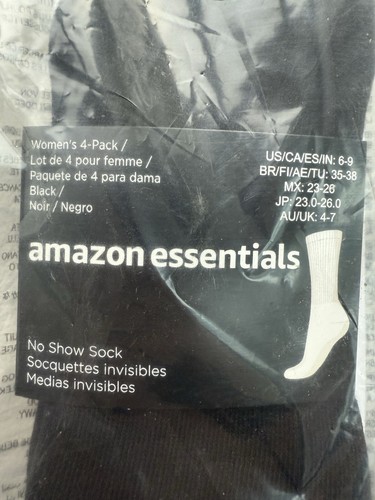 Women's 4-Pack /
Lot de 4 pour femme /
Paquete de 4 para dama
Black /
Noir / Negro
US/CA/ES/IN: 6-9
BR/FI/AE/TU: 35-38
MX: 23-26
JP: 23.0-26.0
AU/UK: 4-7
amazon essentials
No Show Sock
Socquettes invisibles
Medias invisibles